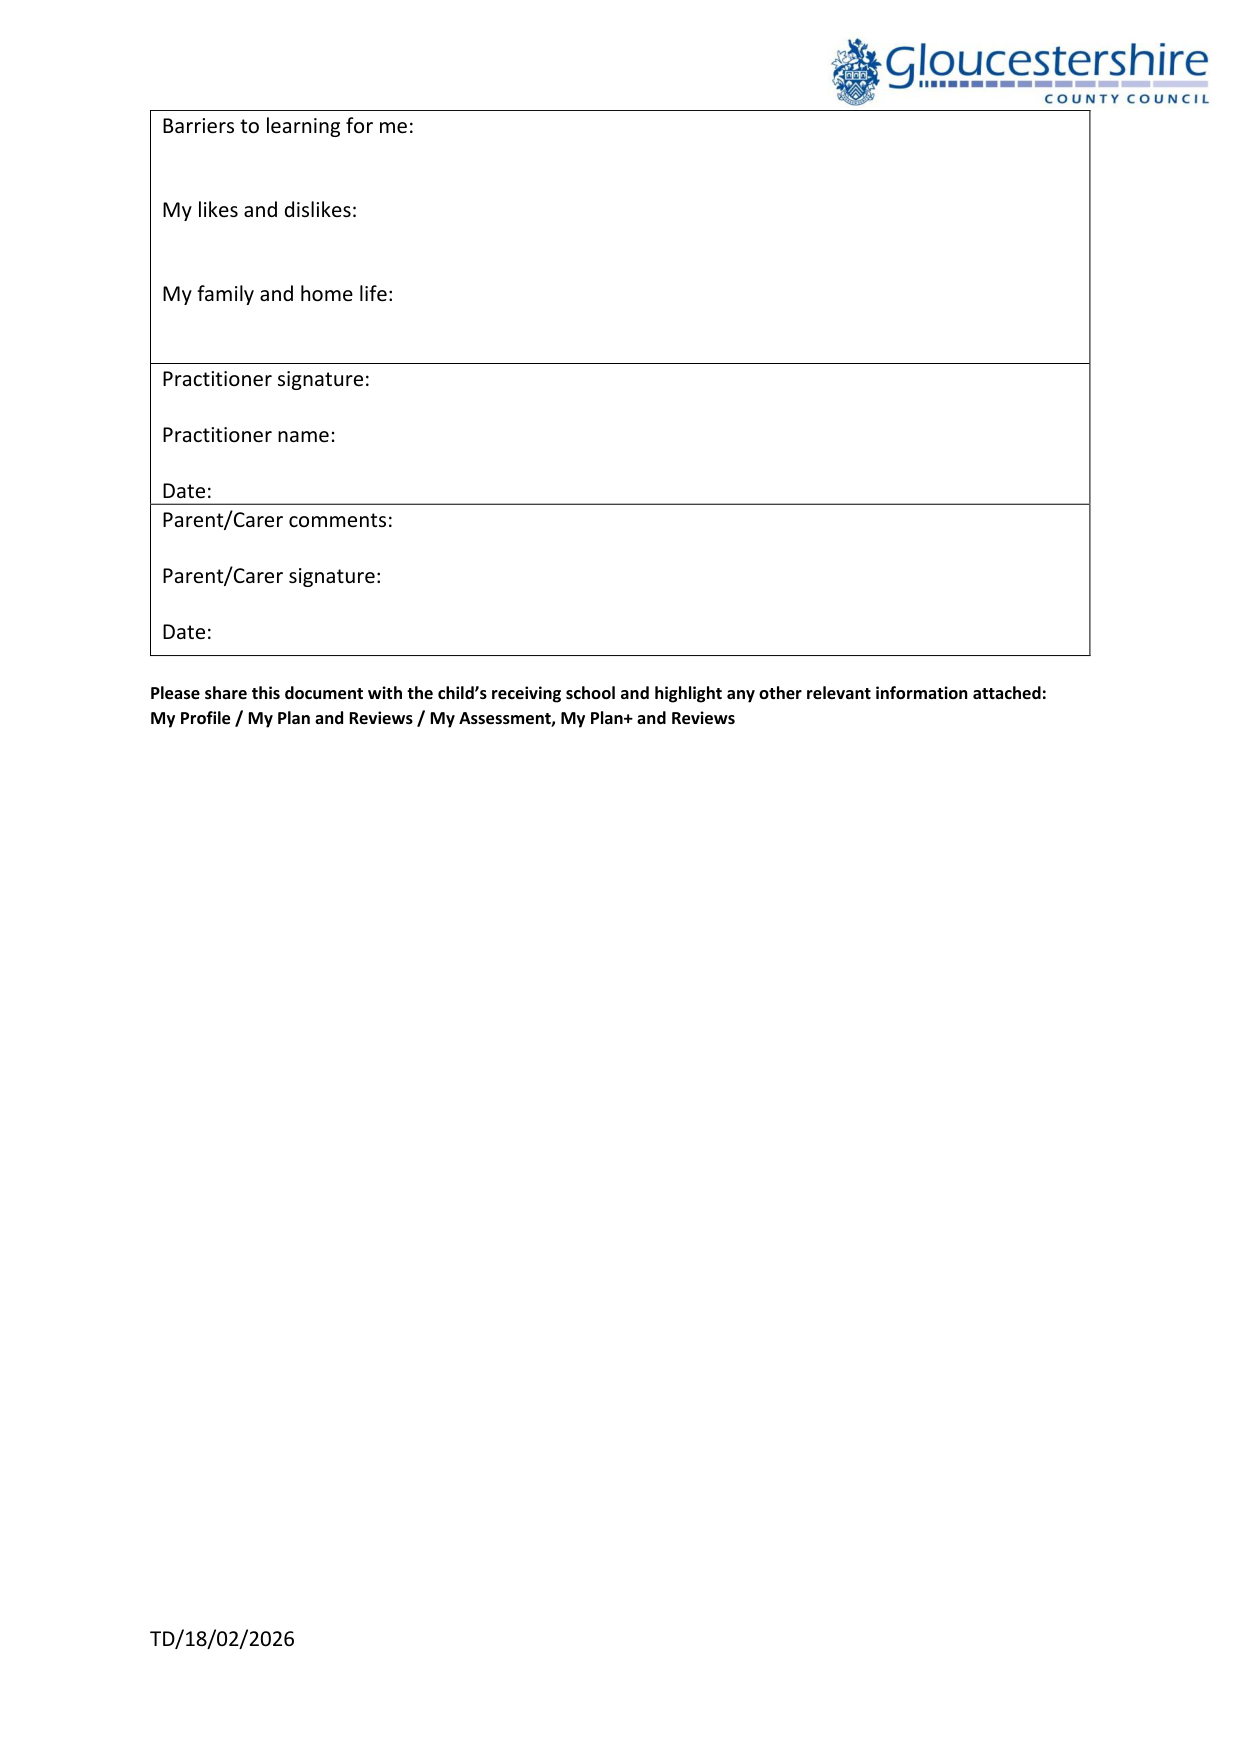 Gloucestershire
COUNTY COUNCIL
Barriers to learning for me:
My likes and dislikes:
My family and home life:
Practitioner signature:
Practitioner name:
Date:
Parent/Carer comments:
Parent/Carer signature:
Date:
Please share this document with the child’s receiving school and highlight any other relevant information attached:
My Profile / My Plan and Reviews / My Assessment, My Plan+ and Reviews
TD/18/02/2026